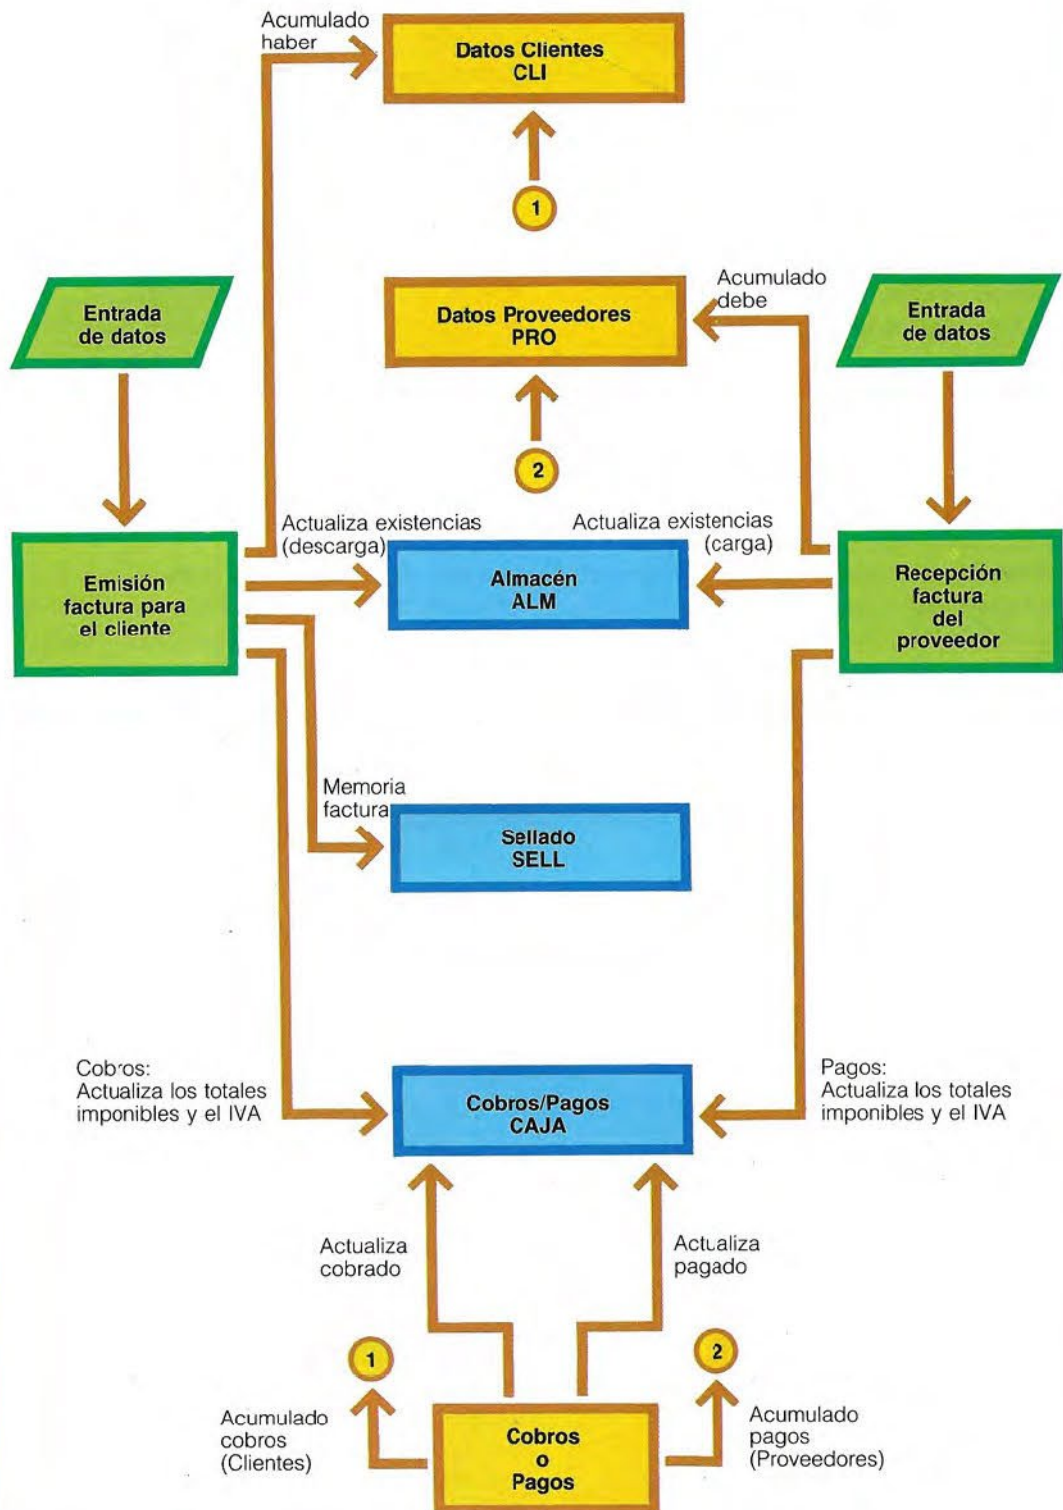 Acumulado
haber
Datos Clientes
CLI
1
Entrada
de datos
Datos Proveedores
PRO
Acumulado
debe
Entrada
de datos
2
Actualiza existencias
(descarga)
Actualiza existencias
(carga)
Emisión
factura para
el cliente
Almacén
ALM
Recepción
factura
del
proveedor
Memoria
factura
Sellado
SELL
Cobros:
Actualiza los totales
imponibles y el IVA
Cobros/Pagos
CAJA
Pagos:
Actualiza los totales
imponibles y el IVA
Actualiza
cobrado
Actualiza
pagado
1
2
Acumulado
cobros
(Clientes)
Cobros
o
Pagos
Acumulado
pagos
(Proveedores)